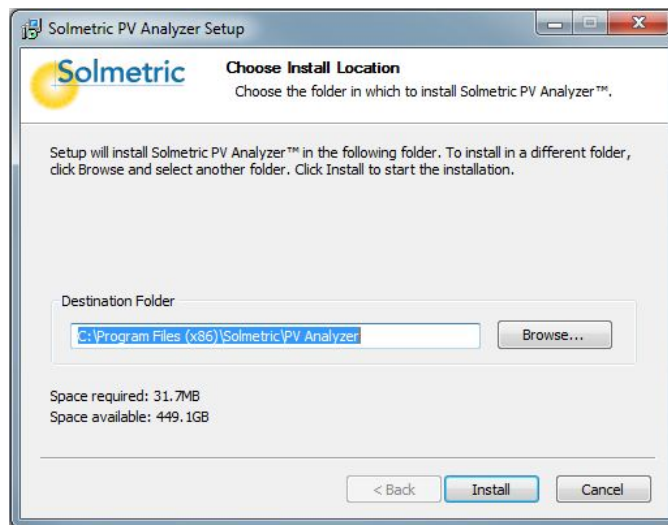 Solmetric PV Analyzer Setup
Solmetric
Choose Install Location
Choose the folder in which to install Solmetric PV Analyzer™.
Setup will install Solmetric PV Analyzer™ in the following folder. To install in a different folder,
click Browse and select another folder. Click Install to start the installation.
Destination Folder
C:\Program Files (x86)\Solmetric\PV Analyzer
Browse...
Space required: 31.7MB
Space available: 449.1GB
< Back
Install
Cancel